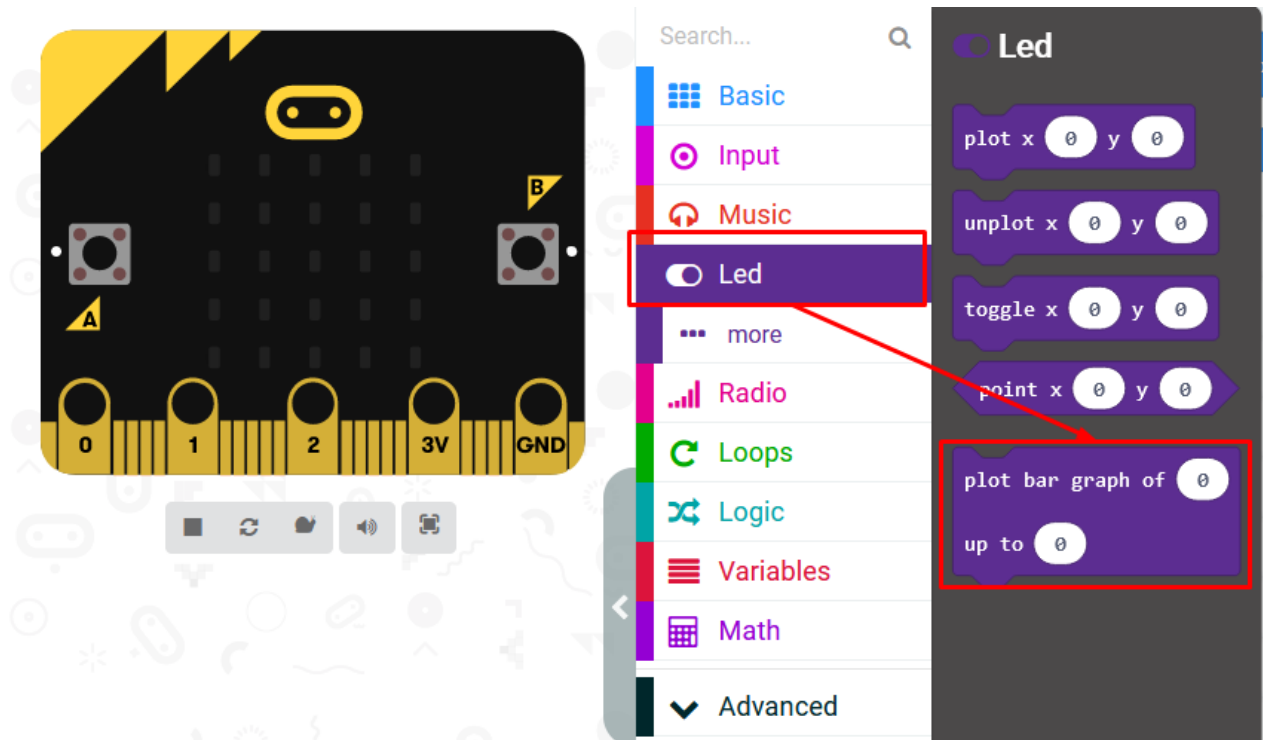 B
A
0 1 2 3V GND
Search...
Basic
Input
Music
Led
more
Radio
Loops
Logic
Variables
Math
Advanced
Led
plot x 0 y 0
unplot x 0 y 0
toggle x 0 y 0
point x 0 y 0
plot bar graph of 0
up to 0